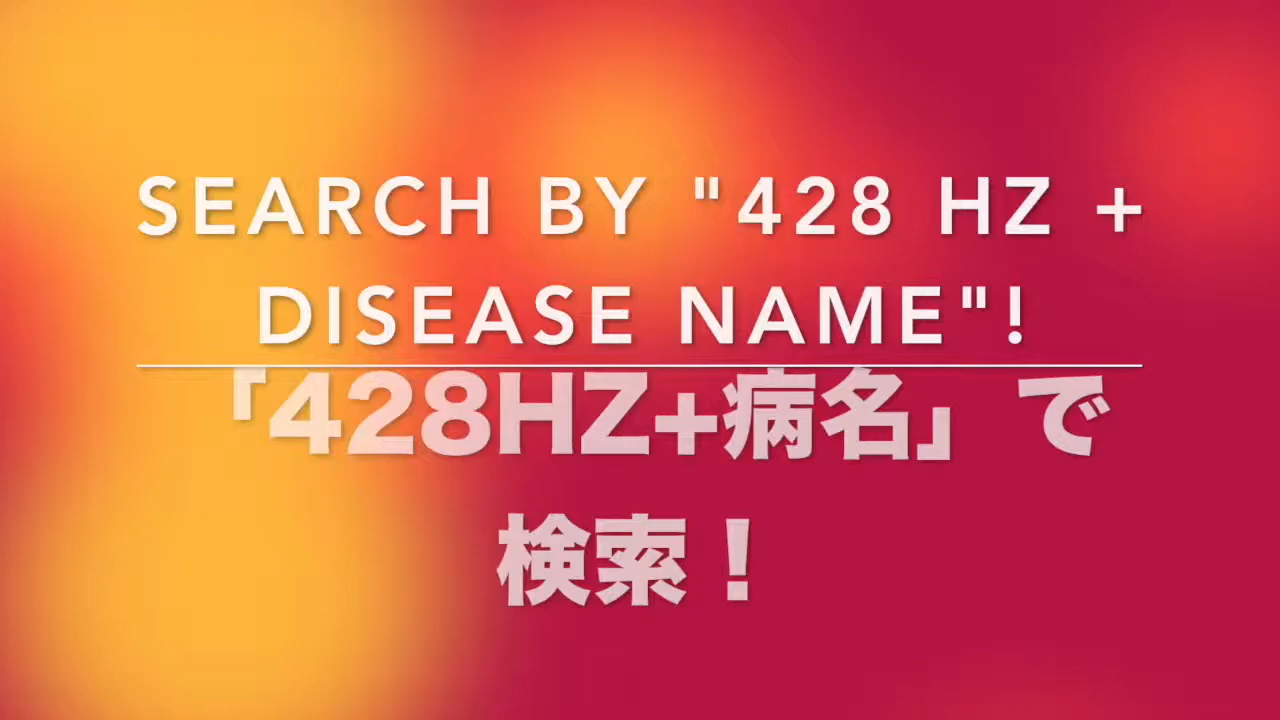 SEARCH BY "428 HZ +
DISEASE NAME"!
「428HZ+病名」で
検索！